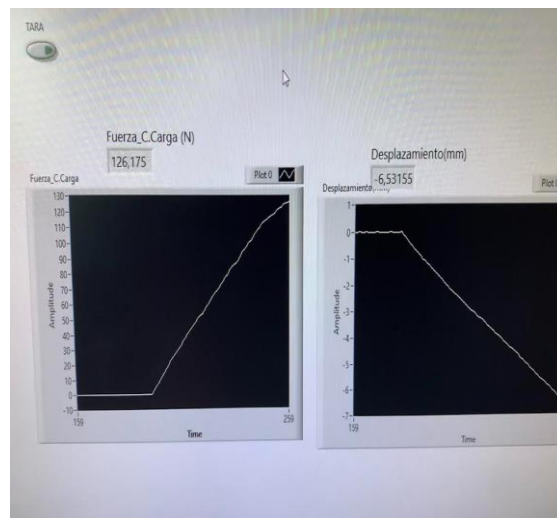 TARA
Fuerza_C.Carga (N)
126,175
Fuerza_C.Carga
Plot 0
130
120
110
100
90
80
70
60
50
40
30
20
10
0
-10
Amplitude
159
259
Time
Desplazamiento(mm)
-6,53155
Plot
1
0
-1
-2
-3
-4
-5
-6
-7
Amplitude
159
Time